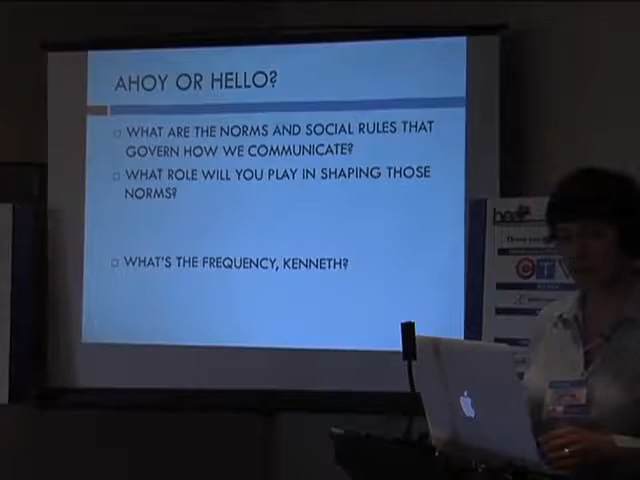 AHOY OR HELLO?
WHAT ARE THE NORMS AND SOCIAL RULES THAT
GOVERN HOW WE COMMUNICATE?
WHAT ROLE WILL YOU PLAY IN SHAPING THOSE
NORMS?
WHAT'S THE FREQUENCY, KENNETH?
CTV